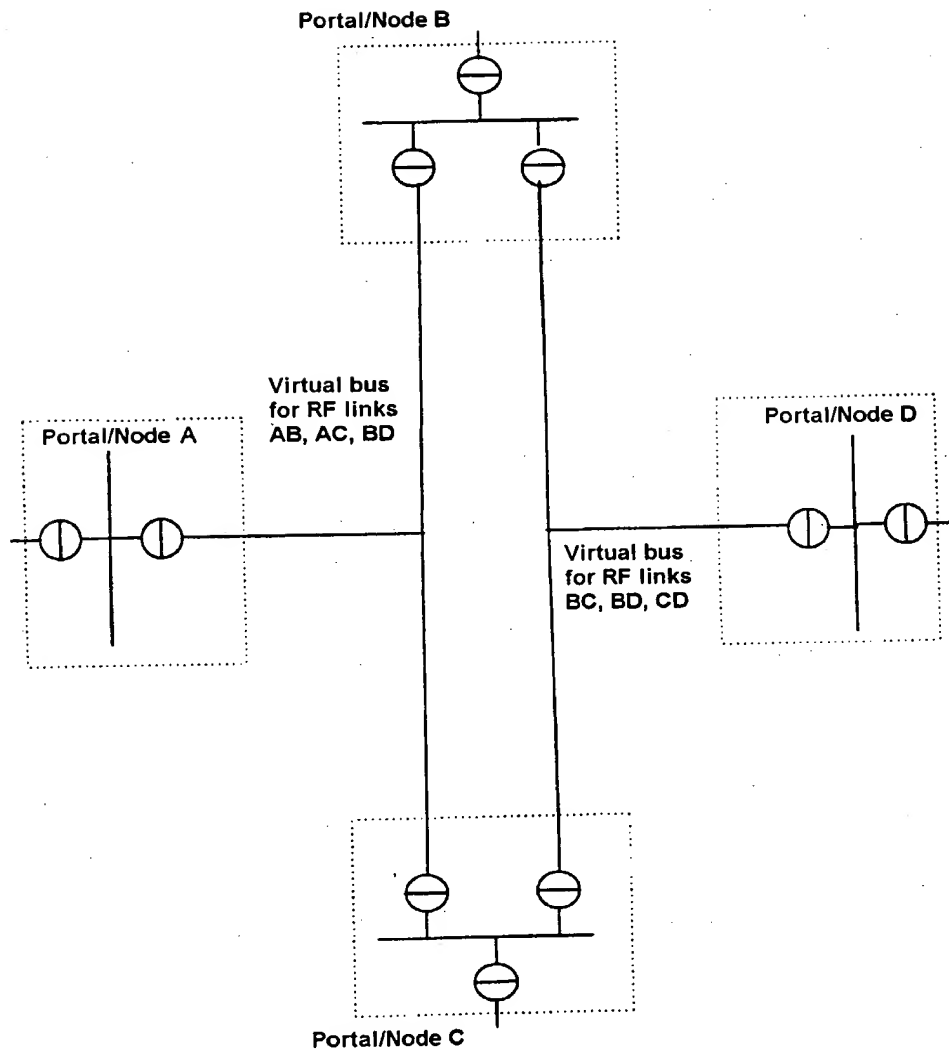 Portal/Node B
Virtual bus
for RF links
AB, AC, BD
Portal/Node A
Portal/Node D
Virtual bus
for RF links
BC, BD, CD
Portal/Node C